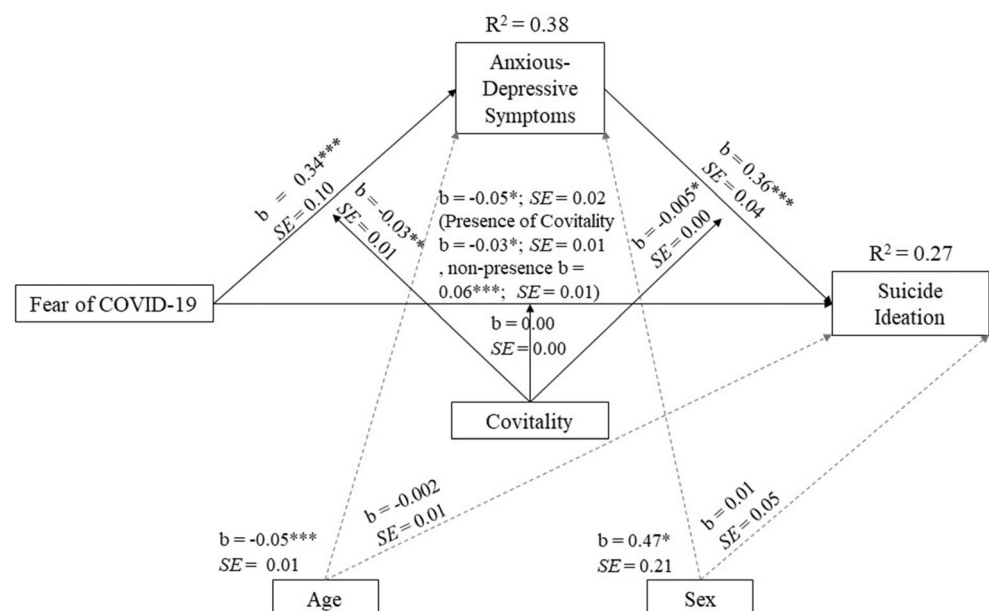 R² = 0.38
Anxious-
Depressive
Symptoms
b = 0.34***
SE = 0.10
b = -0.03**
SE = 0.01
b = -0.05*; SE = 0.02
(Presence of Covitality
b = -0.03*; SE = 0.01
, non-presence b =
0.06***; SE = 0.01)
b = -0.005*
SE = 0.00
b = 0.36***
SE = 0.04
R² = 0.27
Fear of COVID-19
Suicide
Ideation
b = 0.00
SE = 0.00
Covitality
b = -0.002
SE = 0.01
b = 0.01
SE = 0.05
b = -0.05***
SE = 0.01
b = 0.47*
SE = 0.21
Age
Sex